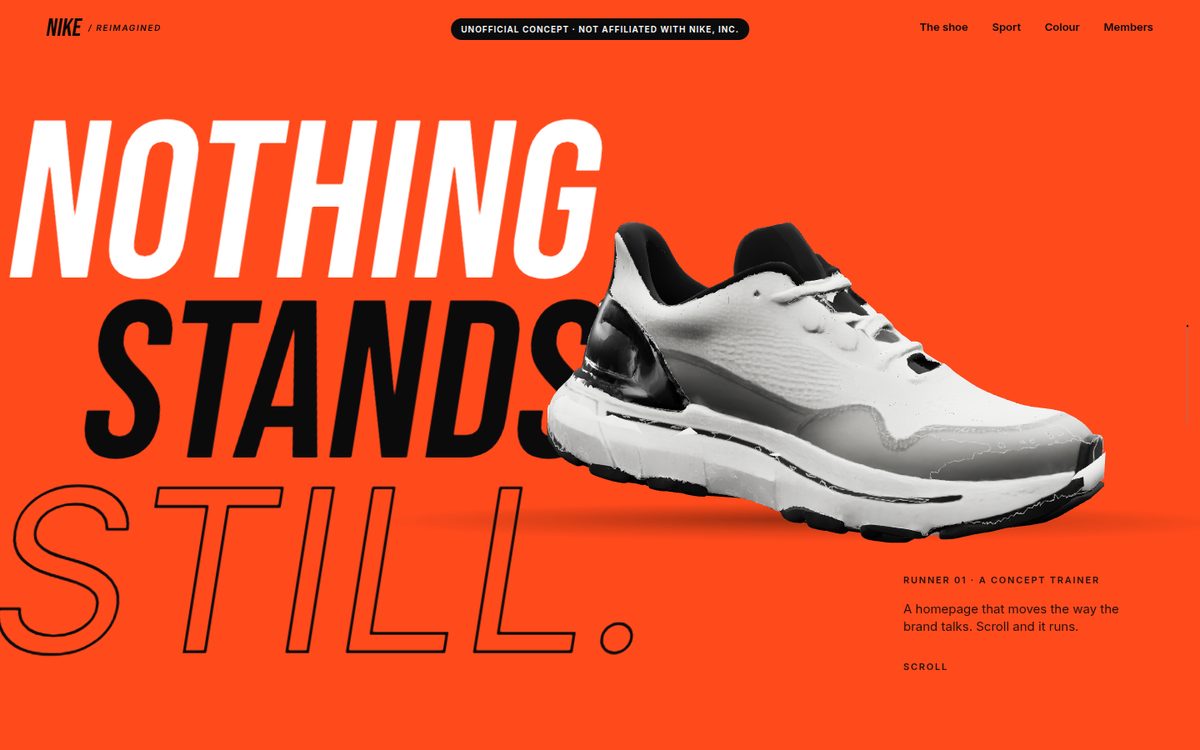 NIKE / REIMAGINED
UNOFFICIAL CONCEPT · NOT AFFILIATED WITH NIKE, INC.
The shoe Sport Colour Members
NOTHING
STANDS
STILL.
RUNNER 01 · A CONCEPT TRAINER
A homepage that moves the way the
brand talks. Scroll and it runs.
SCROLL